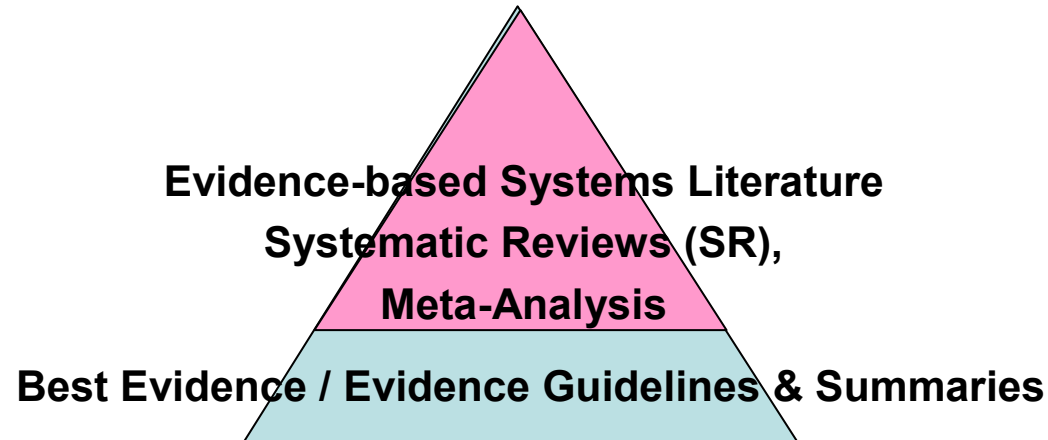 Evidence-based Systems Literature
Systematic Reviews (SR),
Meta-Analysis
Best Evidence / Evidence Guidelines & Summaries